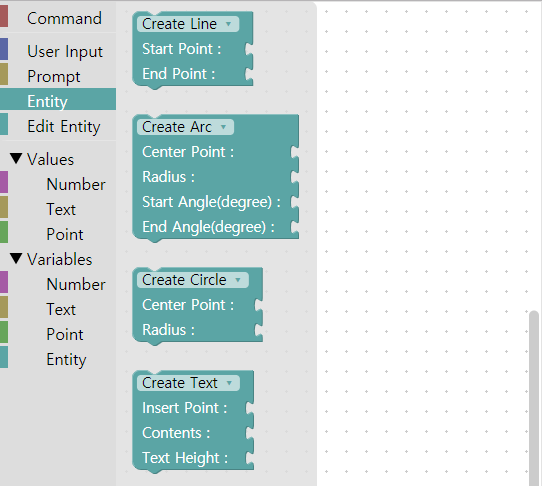 Command
User Input
Prompt
Entity
Edit Entity
▼ Values
Number
Text
Point
▼ Variables
Number
Text
Point
Entity
Create Line ▼
Start Point :
End Point :
Create Arc ▼
Center Point :
Radius :
Start Angle(degree) :
End Angle(degree) :
Create Circle ▼
Center Point :
Radius :
Create Text ▼
Insert Point :
Contents :
Text Height :